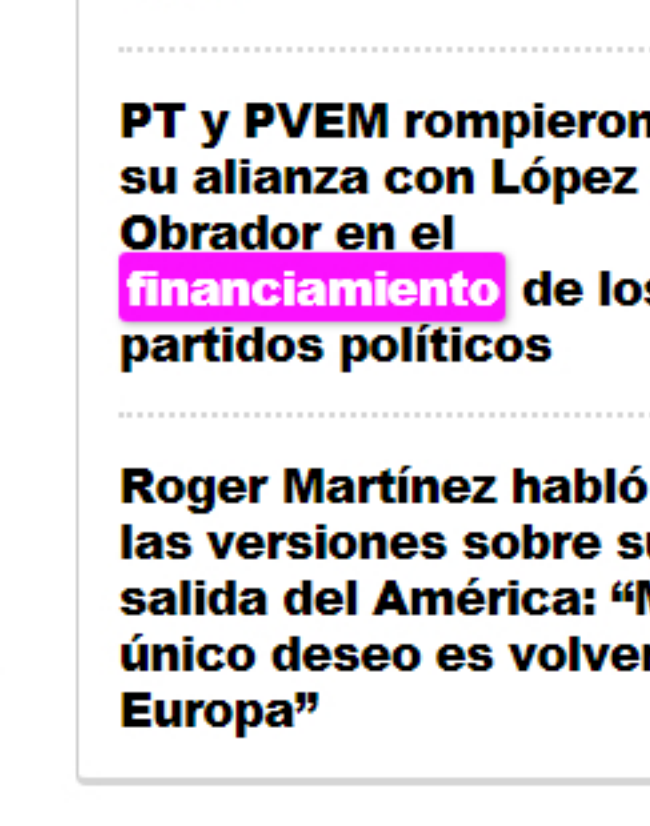 PT y PVEM rompieron
su alianza con López
Obrador en el
financiamiento de los
partidos políticos
Roger Martínez habló
las versiones sobre su
salida del América: “M
único deseo es volver
Europa”